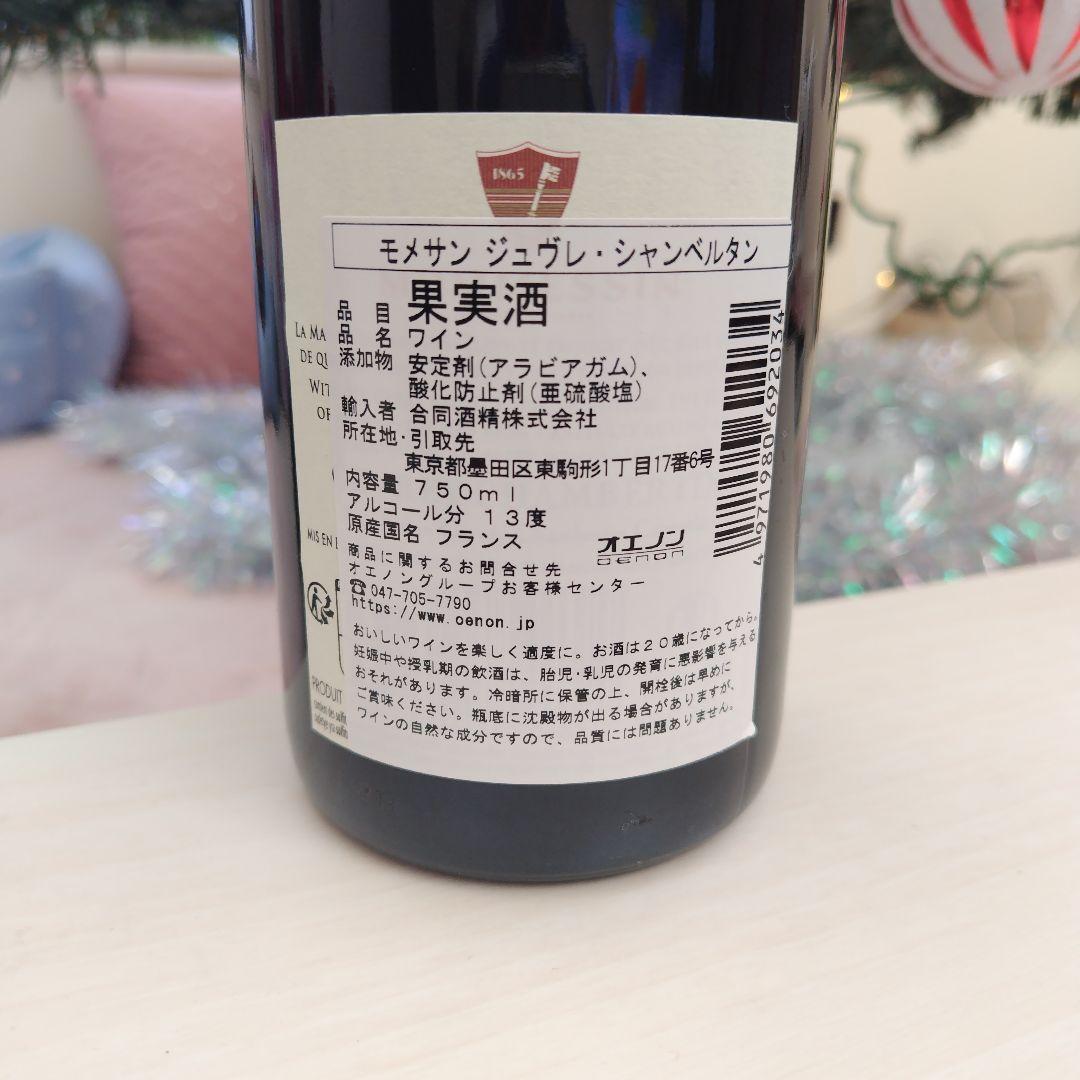 1865
モメサン ジュヴレ・シャンベルタン
品 目 果実酒
品 名 ワイン
添加物 安定剤(アラビアガム)、
酸化防止剤(亜硫酸塩)
輸入者 合同酒精株式会社
所在地・引取先
東京都墨田区東駒形1丁目17番6号
内容量 750ml
アルコール分 13度
原産国名 フランス
オエノン
OENON
商品に関するお問合せ先
オエノングループお客様センター
☎047-705-7790
https://www.oenon.jp
おいしいワインを楽しく適度に。お酒は20歳になってから。
妊娠中や授乳期の飲酒は、胎児・乳児の発育に悪影響を与える
おそれがあります。冷暗所に保管の上、開栓後は早めに
ご賞味ください。瓶底に沈殿物が出る場合がありますが、
ワインの自然な成分ですので、品質には問題ありません。
4 971980 692034
LA MA
DE QU
WIT
OF
MIS EN
PRODUIT